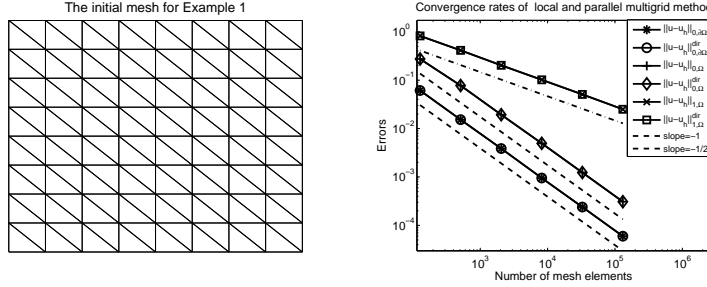 The initial mesh for Example 1
Convergence rates of local and parallel multigrid method
10^0
10^{-1}
10^{-2}
10^{-3}
10^{-4}
Errors
10^3
10^4
10^5
10^6
Number of mesh elements
||u−u_h||_{0,∂Ω}
||u−u_h||^{dir}_{0,∂Ω}
||u−u_h||_{0,Ω}
||u−u_h||^{dir}_{0,Ω}
||u−u_h||_{1,Ω}
||u−u_h||^{dir}_{1,Ω}
slope=−1
slope=−1/2